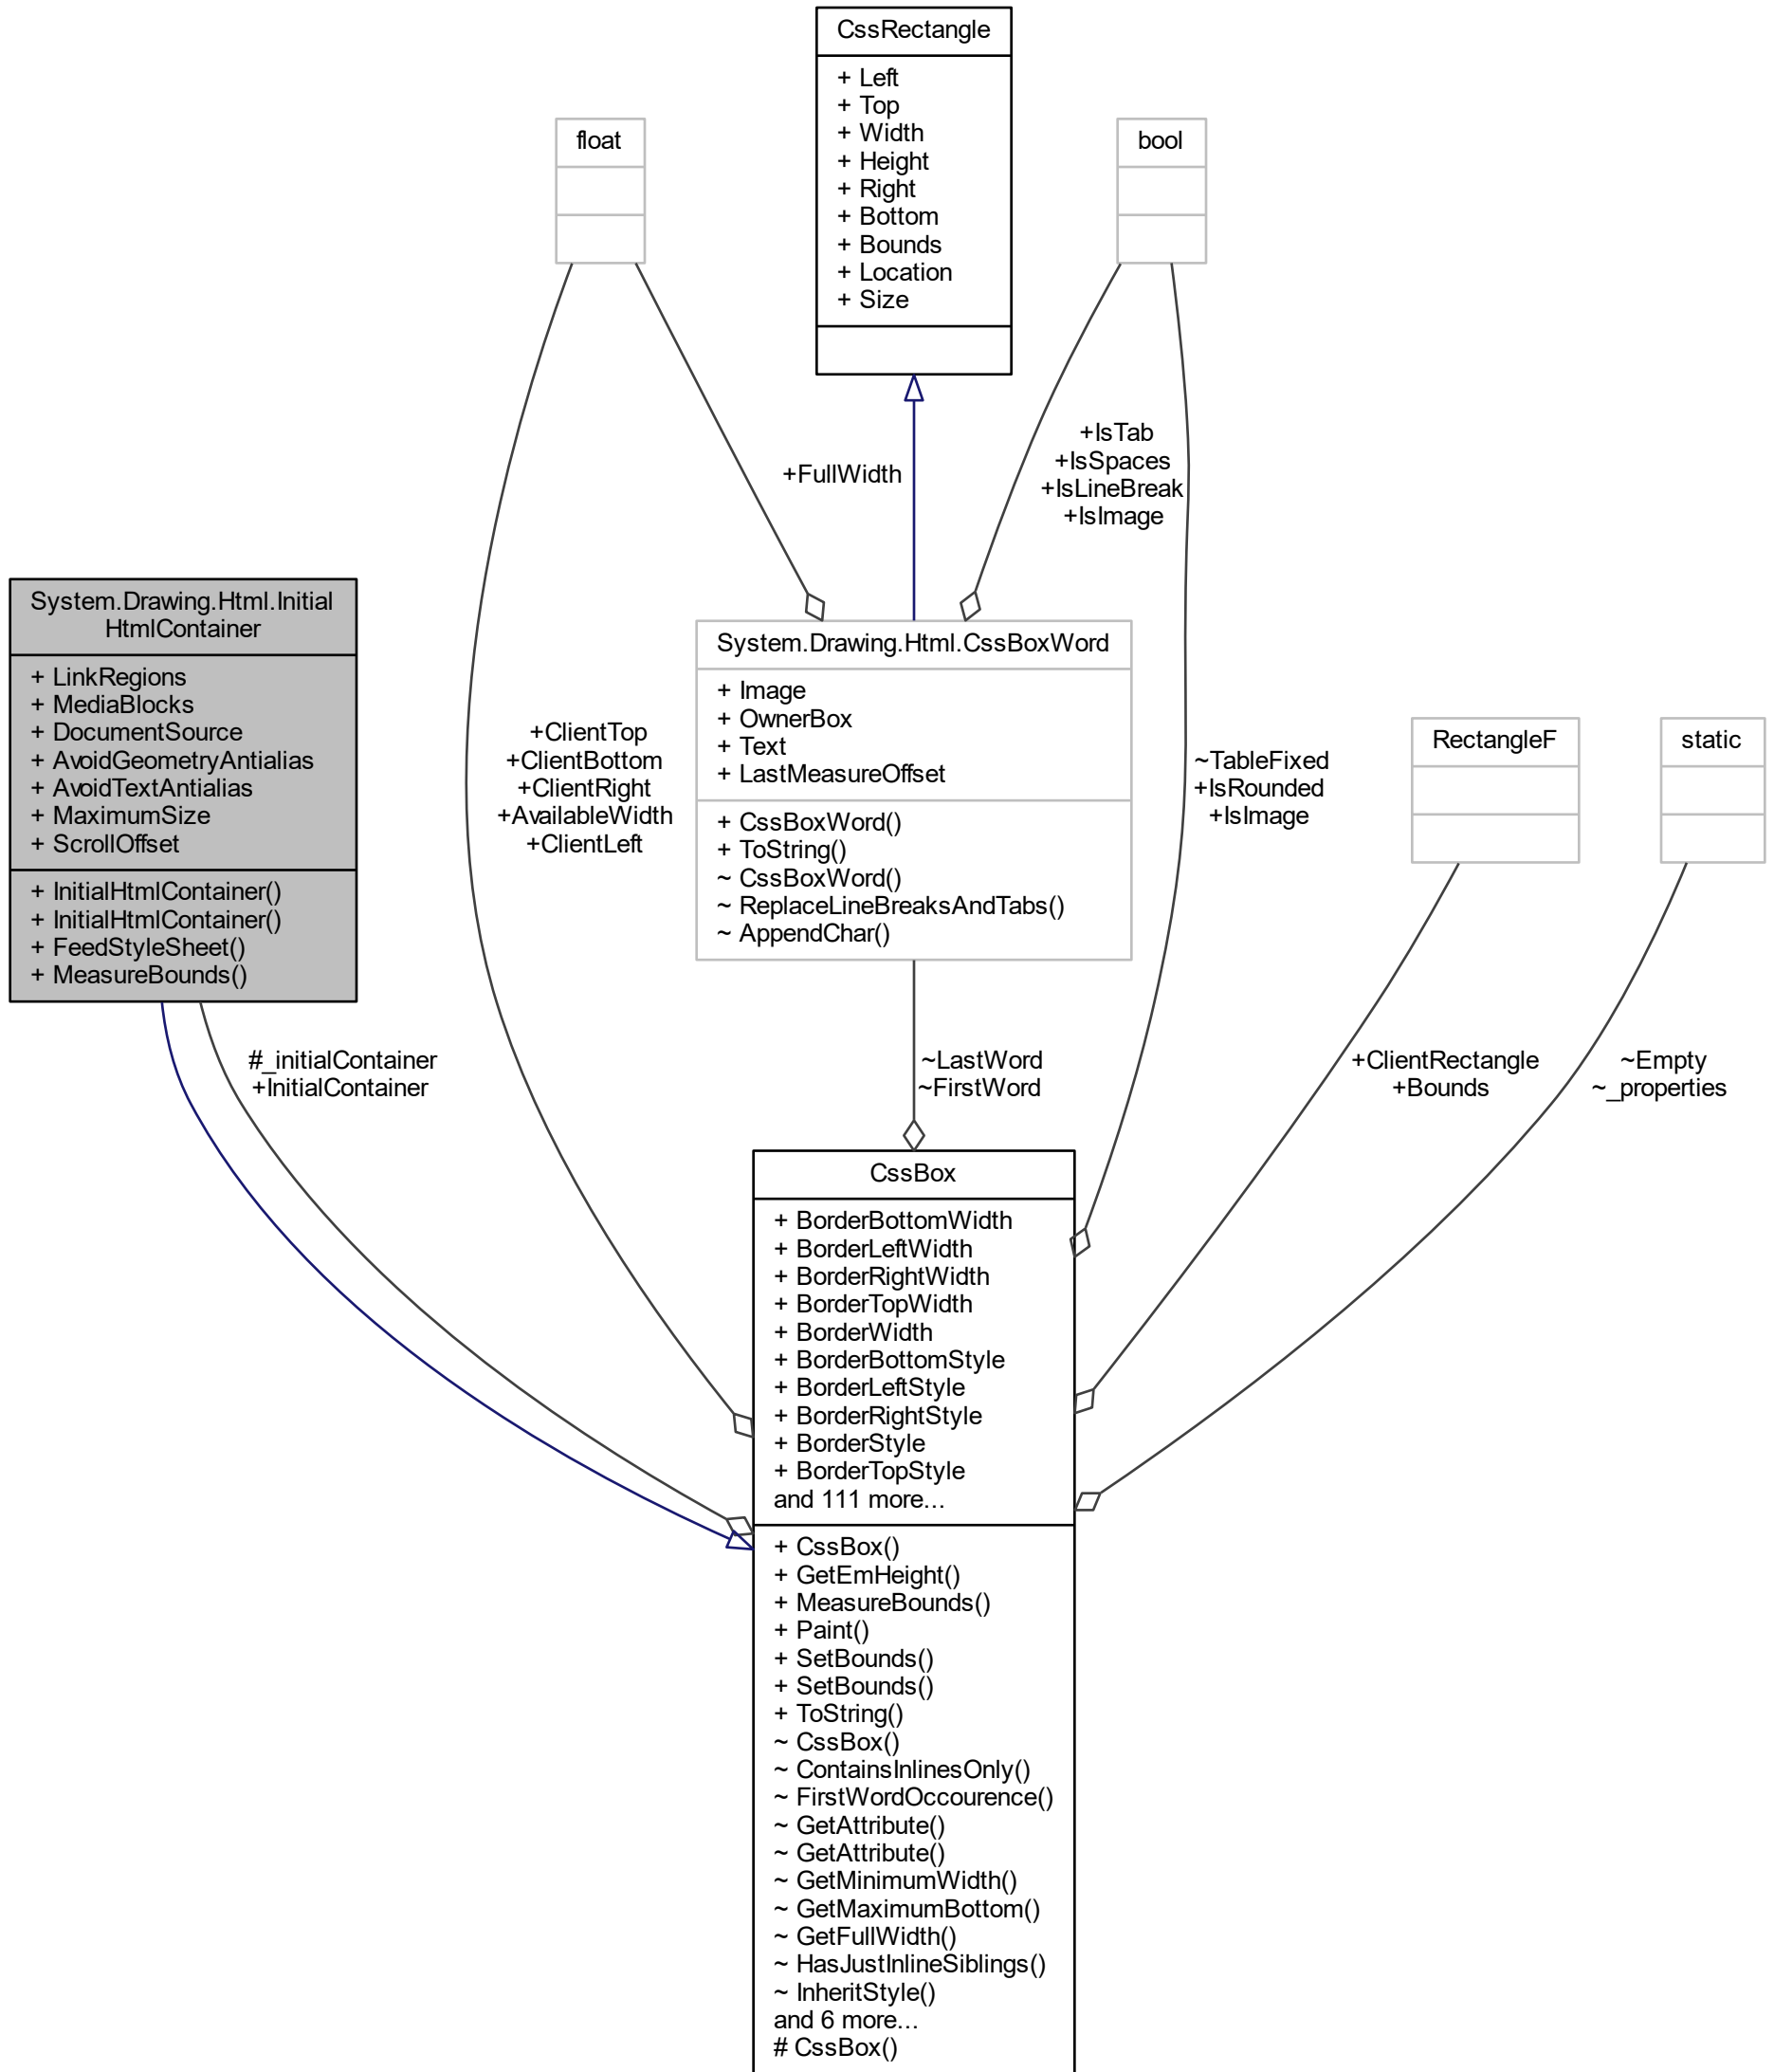 CssRectangle
+ Left
+ Top
+ Width
+ Height
+ Right
+ Bottom
+ Bounds
+ Location
+ Size
float
bool
+FullWidth
+IsTab
+IsSpaces
+IsLineBreak
+IsImage
System.Drawing.Html.Initial
HtmlContainer
+ LinkRegions
+ MediaBlocks
+ DocumentSource
+ AvoidGeometryAntialias
+ AvoidTextAntialias
+ MaximumSize
+ ScrollOffset
+ InitialHtmlContainer()
+ InitialHtmlContainer()
+ FeedStyleSheet()
+ MeasureBounds()
+ClientTop
+ClientBottom
+ClientRight
+AvailableWidth
+ClientLeft
System.Drawing.Html.CssBoxWord
+ Image
+ OwnerBox
+ Text
+ LastMeasureOffset
+ CssBoxWord()
+ ToString()
~ CssBoxWord()
~ ReplaceLineBreaksAndTabs()
~ AppendChar()
~TableFixed
+IsRounded
+IsImage
RectangleF
static
#_initialContainer
+InitialContainer
~LastWord
~FirstWord
+ClientRectangle
+Bounds
~Empty
~_properties
CssBox
+ BorderBottomWidth
+ BorderLeftWidth
+ BorderRightWidth
+ BorderTopWidth
+ BorderWidth
+ BorderBottomStyle
+ BorderLeftStyle
+ BorderRightStyle
+ BorderStyle
+ BorderTopStyle
and 111 more...
+ CssBox()
+ GetEmHeight()
+ MeasureBounds()
+ Paint()
+ SetBounds()
+ SetBounds()
+ ToString()
~ CssBox()
~ ContainsInlinesOnly()
~ FirstWordOccourence()
~ GetAttribute()
~ GetAttribute()
~ GetMinimumWidth()
~ GetMaximumBottom()
~ GetFullWidth()
~ HasJustInlineSiblings()
~ InheritStyle()
and 6 more...
# CssBox()